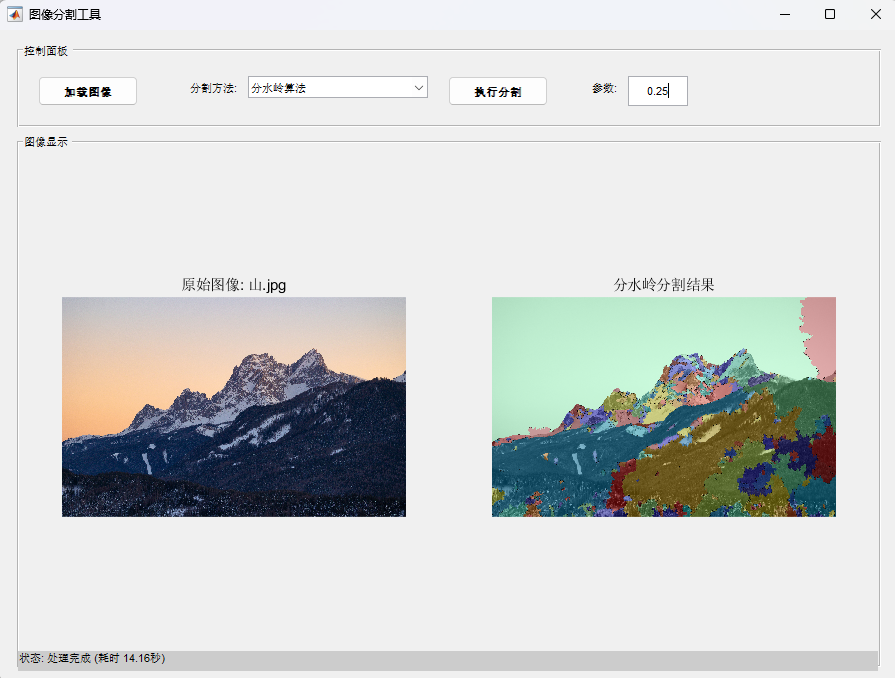 图像分割工具
控制面板
加载图像
分割方法:
分水岭算法
执行分割
参数:
0.25
图像显示
原始图像: 山.jpg
分水岭分割结果
状态: 处理完成 (耗时 14.16秒)